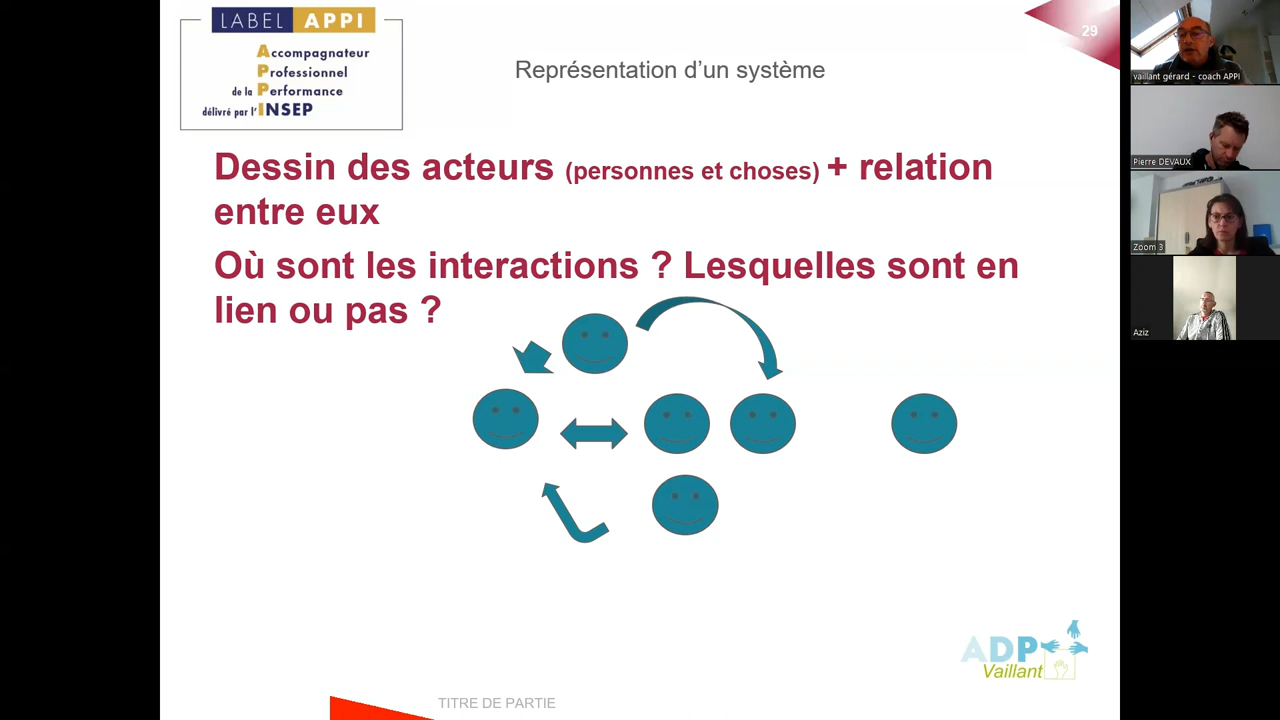 LABEL APPI
Accompagnateur
Professionnel
de la Performance
délivré par l'INSEP
Représentation d’un système
29
Dessin des acteurs (personnes et choses) + relation
entre eux
Où sont les interactions ? Lesquelles sont en
lien ou pas ?
ADP
Vaillant
TITRE DE PARTIE
vaillant gérard - coach APPI
Pierre DEVAUX
Zoom 3
Aziz